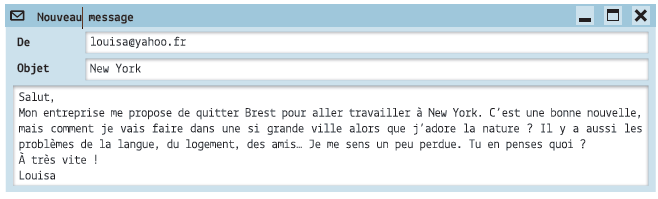 Nouveau message
De louisa@yahoo.fr
Objet New York
Salut,
Mon entreprise me propose de quitter Brest pour aller travailler à New York. C’est une bonne nouvelle,
mais comment je vais faire dans une si grande ville alors que j’adore la nature ? Il y a aussi les
problèmes de la langue, du logement, des amis… Je me sens un peu perdue. Tu en penses quoi ?
À très vite !
Louisa